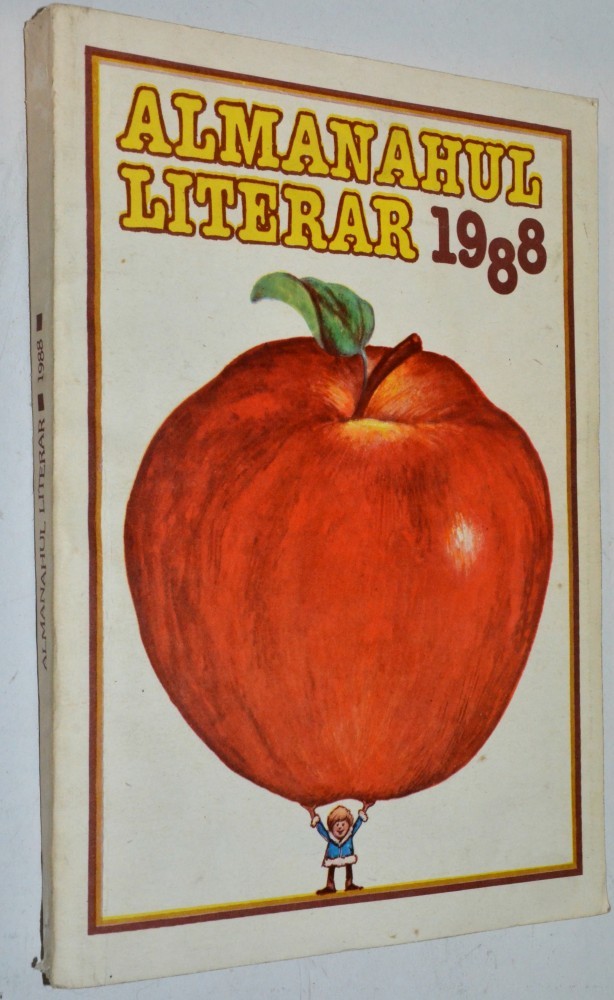 ALMANAHUL
LITERAR 1988
ALMANAHUL LITERAR ■ 1988 ■